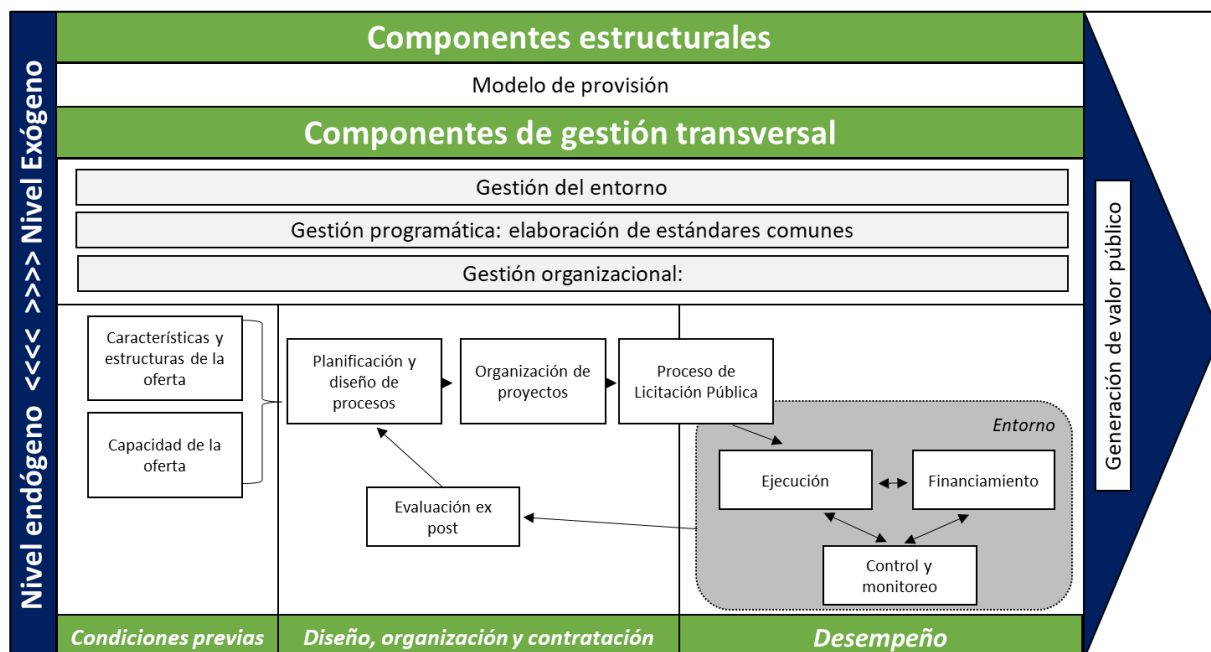 Componentes estructurales
Modelo de provisión
Componentes de gestión transversal
Gestión del entorno
Gestión programática: elaboración de estándares comunes
Gestión organizacional:
Nivel endógeno <<<< >>>> Nivel Exógeno
Características y
estructuras de la
oferta
Capacidad de la
oferta
Planificación y
diseño de
procesos
Organización de
proyectos
Proceso de
Licitación Pública
Evaluación ex
post
Entorno
Ejecución
Financiamiento
Control y
monitoreo
Condiciones previas
Diseño, organización y contratación
Desempeño
Generación de valor público